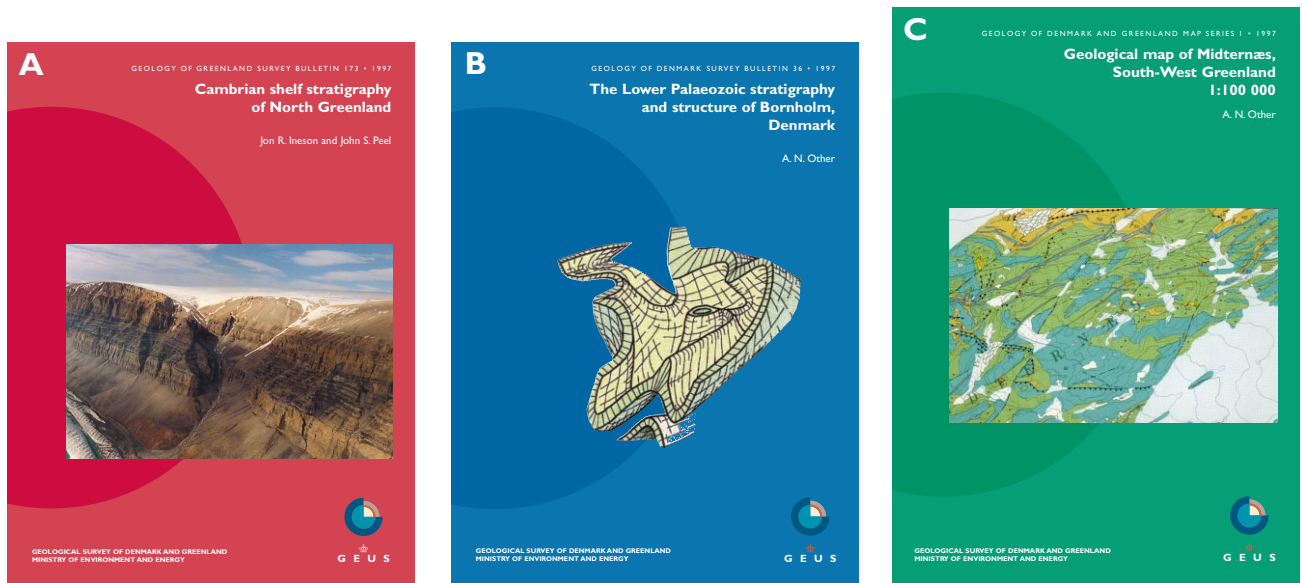 A
GEOLOGY OF GREENLAND SURVEY BULLETIN 173 • 1997
Cambrian shelf stratigraphy
of North Greenland
Jon R. Ineson and John S. Peel
GEOLOGICAL SURVEY OF DENMARK AND GREENLAND
MINISTRY OF ENVIRONMENT AND ENERGY
G E U S
B
GEOLOGY OF DENMARK SURVEY BULLETIN 36 • 1997
The Lower Palaeozoic stratigraphy
and structure of Bornholm,
Denmark
A. N. Other
GEOLOGICAL SURVEY OF DENMARK AND GREENLAND
MINISTRY OF ENVIRONMENT AND ENERGY
G E U S
C
GEOLOGY OF DENMARK AND GREENLAND MAP SERIES 1 • 1997
Geological map of Midternæs,
South-West Greenland
1:100 000
A. N. Other
GEOLOGICAL SURVEY OF DENMARK AND GREENLAND
MINISTRY OF ENVIRONMENT AND ENERGY
G E U S